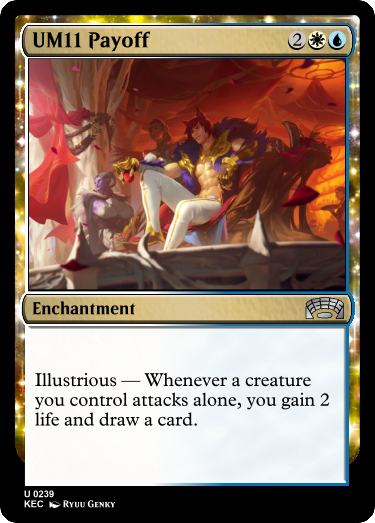 UM11 Payoff 2
Enchantment
Illustrious — Whenever a creature
you control attacks alone, you gain 2
life and draw a card.
U 0239
KEC Ryuu Genky